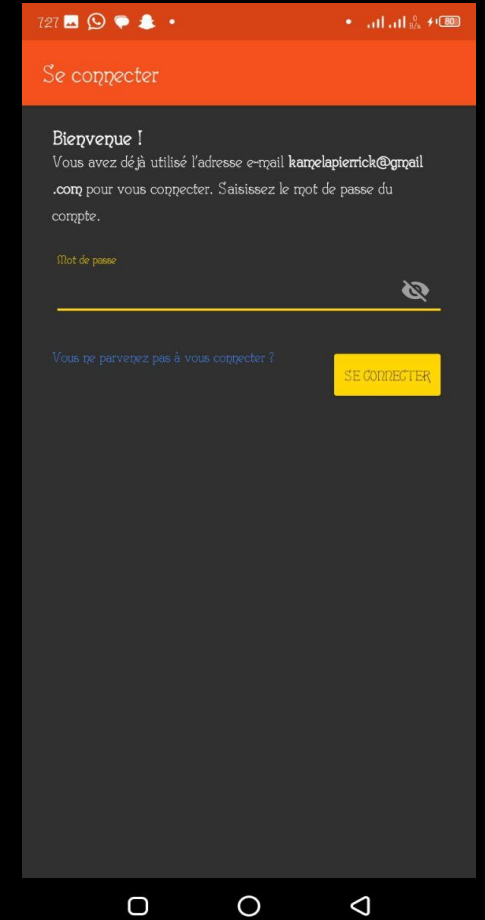 7:27 80
Se connecter
Bienvenue !
Vous avez déjà utilisé l'adresse e-mail kamelapierrick@gmail
.com pour vous connecter. Saisissez le mot de passe du
compte.
Mot de passe
Vous ne parvenez pas à vous connecter ?
SE CONNECTER